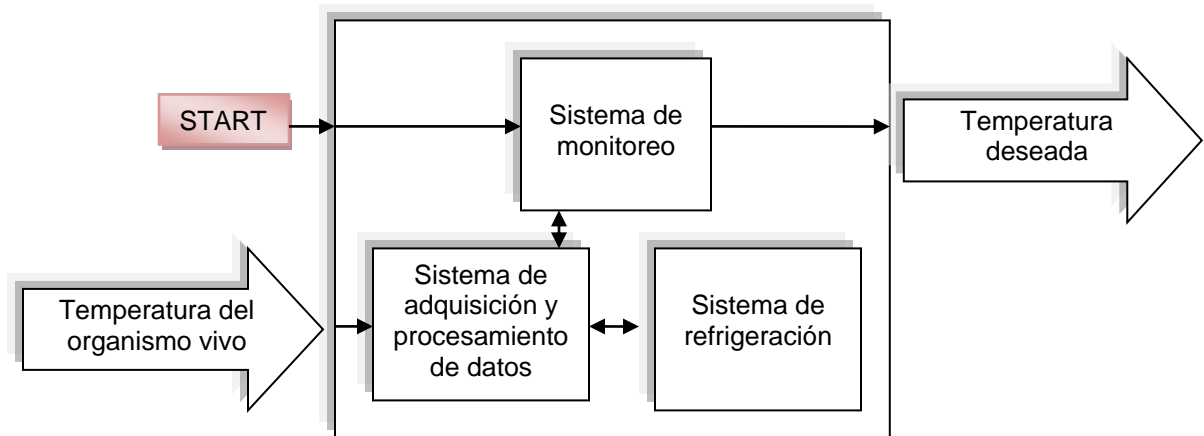 START
Sistema de
monitoreo
Temperatura
deseada
Temperatura del
organismo vivo
Sistema de
adquisición y
procesamiento
de datos
Sistema de
refrigeración